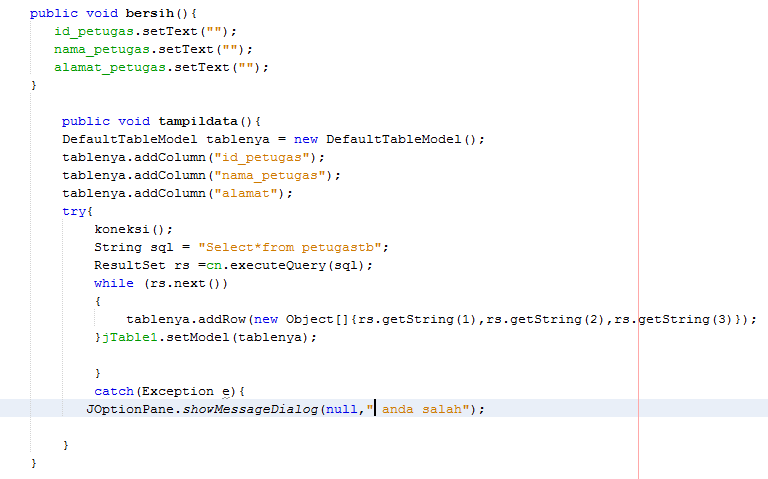 public void bersih(){
id_petugas.setText("");
nama_petugas.setText("");
alamat_petugas.setText("");
}
public void tampildata(){
DefaultTableModel tablenya = new DefaultTableModel();
tablenya.addColumn("id_petugas");
tablenya.addColumn("nama_petugas");
tablenya.addColumn("alamat");
try{
koneksi();
String sql = "Select*from petugastb";
ResultSet rs =cn.executeQuery(sql);
while (rs.next())
{
tablenya.addRow(new Object[]{rs.getString(1),rs.getString(2),rs.getString(3)});
}jTable1.setModel(tablenya);
}
catch(Exception e){
JOptionPane.showMessageDialog(null," anda salah");
}
}